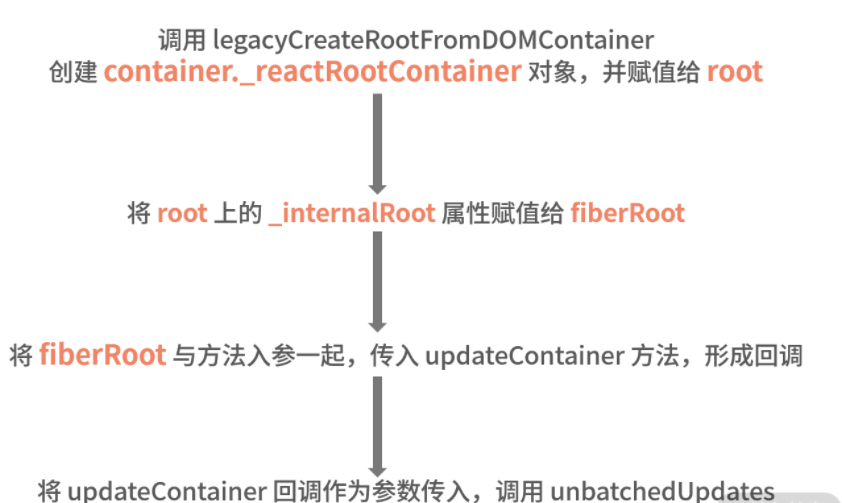 调用 legacyCreateRootFromDOMContainer
创建 container._reactRootContainer 对象，并赋值给 root
将 root 上的 _internalRoot 属性赋值给 fiberRoot
将 fiberRoot 与方法入参一起，传入 updateContainer 方法，形成回调
将 updateContainer 回调作为参数传入，调用 unbatchedUpdates